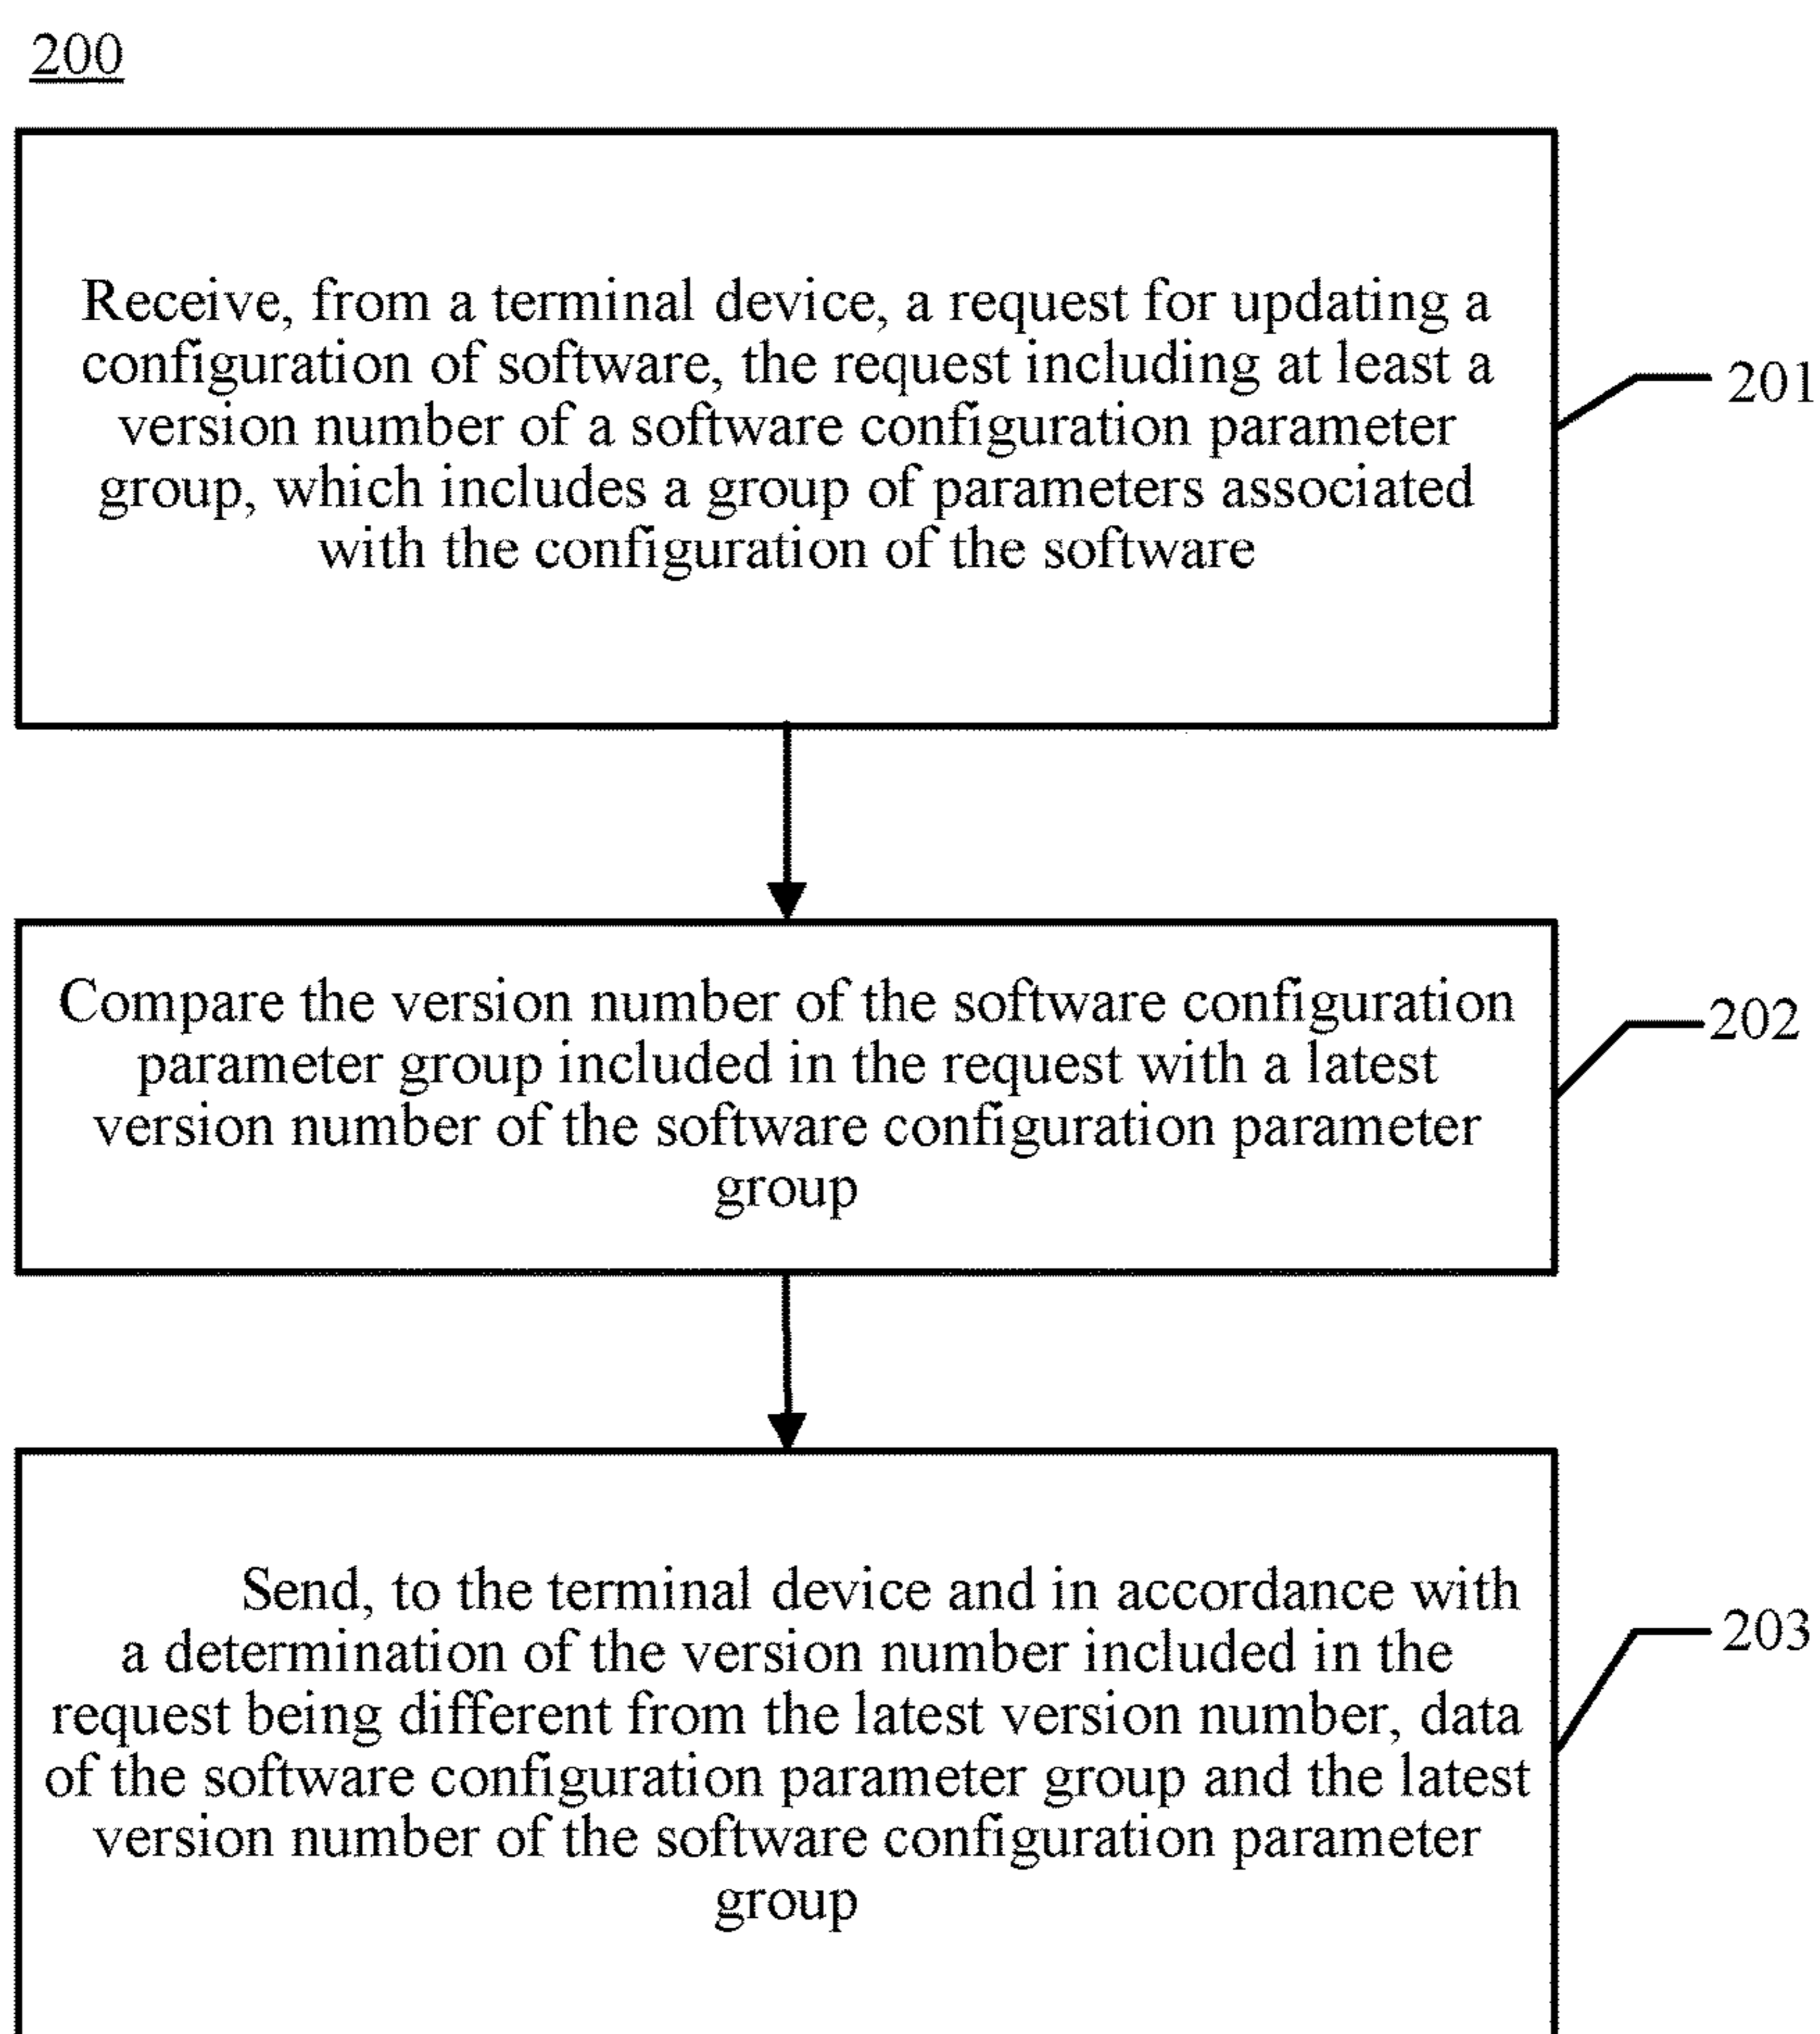 200
Receive, from a terminal device, a request for updating a
configuration of software, the request including at least a
version number of a software configuration parameter
group, which includes a group of parameters associated
with the configuration of the software
201
Compare the version number of the software configuration
parameter group included in the request with a latest
version number of the software configuration parameter
group
202
Send, to the terminal device and in accordance with
a determination of the version number included in the
request being different from the latest version number, data
of the software configuration parameter group and the latest
version number of the software configuration parameter
group
203